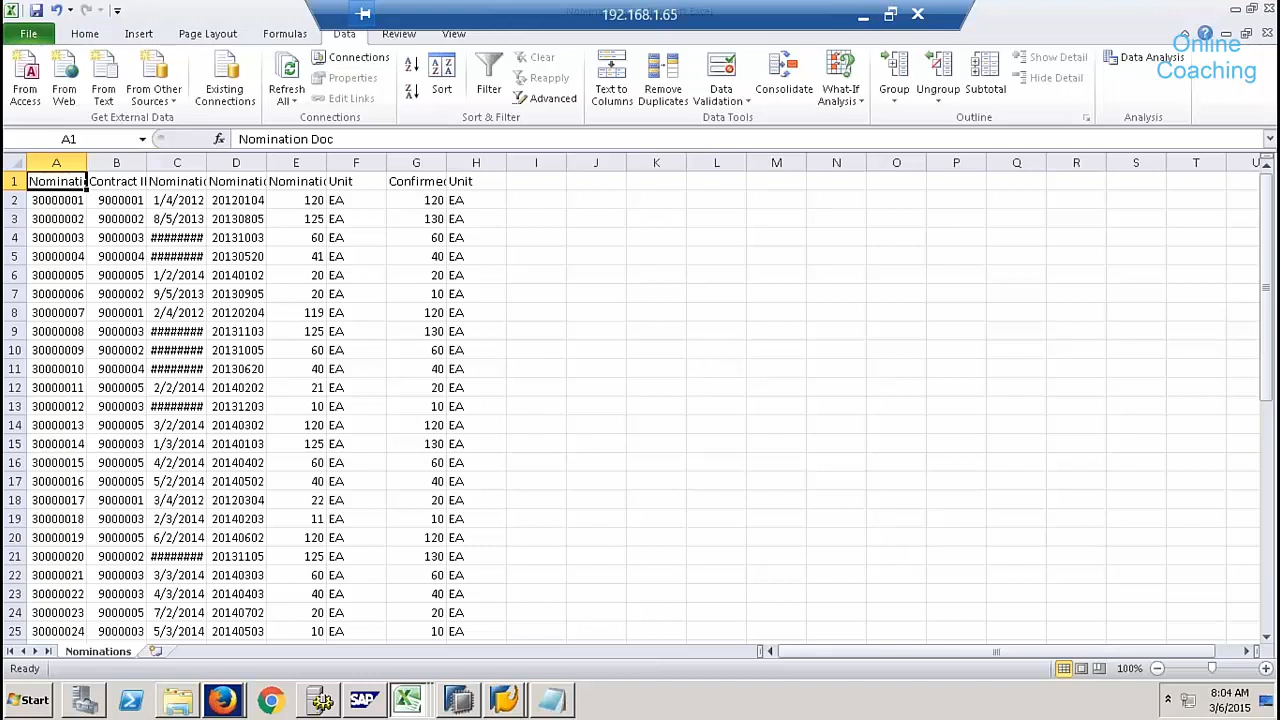 192.168.1.65
File Home Insert Page Layout Formulas Data Review View
Online
Coaching
From Access
From Web
From Text
From Other Sources
Existing Connections
Refresh All
Connections
Properties
Edit Links
Sort
Filter
Clear
Reapply
Advanced
Text to Columns
Remove Duplicates
Data Validation
Consolidate
What-If Analysis
Group
Ungroup
Subtotal
Show Detail
Hide Detail
Data Analysis
Get External Data Connections Sort & Filter Data Tools Outline Analysis
A1 fx Nomination Doc
A B C D E F G H I J K L M N O P Q R S T U
1 Nominati Contract I Nominati Nominati Nominati Unit Confirmed Unit
2 30000001 9000001 1/4/2012 20120104 120 EA 120 EA
3 30000002 9000002 8/5/2013 20130805 125 EA 130 EA
4 30000003 9000003 ######## 20131003 60 EA 60 EA
5 30000004 9000004 ######## 20130520 41 EA 40 EA
6 30000005 9000005 1/2/2014 20140102 20 EA 20 EA
7 30000006 9000002 9/5/2013 20130905 20 EA 10 EA
8 30000007 9000001 2/4/2012 20120204 119 EA 120 EA
9 30000008 9000003 ######## 20131103 125 EA 130 EA
10 30000009 9000002 ######## 20131005 60 EA 60 EA
11 30000010 9000004 ######## 20130620 40 EA 40 EA
12 30000011 9000005 2/2/2014 20140202 21 EA 20 EA
13 30000012 9000003 ######## 20131203 10 EA 10 EA
14 30000013 9000005 3/2/2014 20140302 120 EA 120 EA
15 30000014 9000003 1/3/2014 20140103 125 EA 130 EA
16 30000015 9000005 4/2/2014 20140402 60 EA 60 EA
17 30000016 9000005 5/2/2014 20140502 40 EA 40 EA
18 30000017 9000001 3/4/2012 20120304 22 EA 20 EA
19 30000018 9000003 2/3/2014 20140203 11 EA 10 EA
20 30000019 9000005 6/2/2014 20140602 120 EA 120 EA
21 30000020 9000002 ######## 20131105 125 EA 130 EA
22 30000021 9000003 3/3/2014 20140303 60 EA 60 EA
23 30000022 9000003 4/3/2014 20140403 40 EA 40 EA
24 30000023 9000005 7/2/2014 20140702 20 EA 20 EA
25 30000024 9000003 5/3/2014 20140503 10 EA 10 EA
Nominations
Ready 100%
Start SAP 8:04 AM
3/6/2015